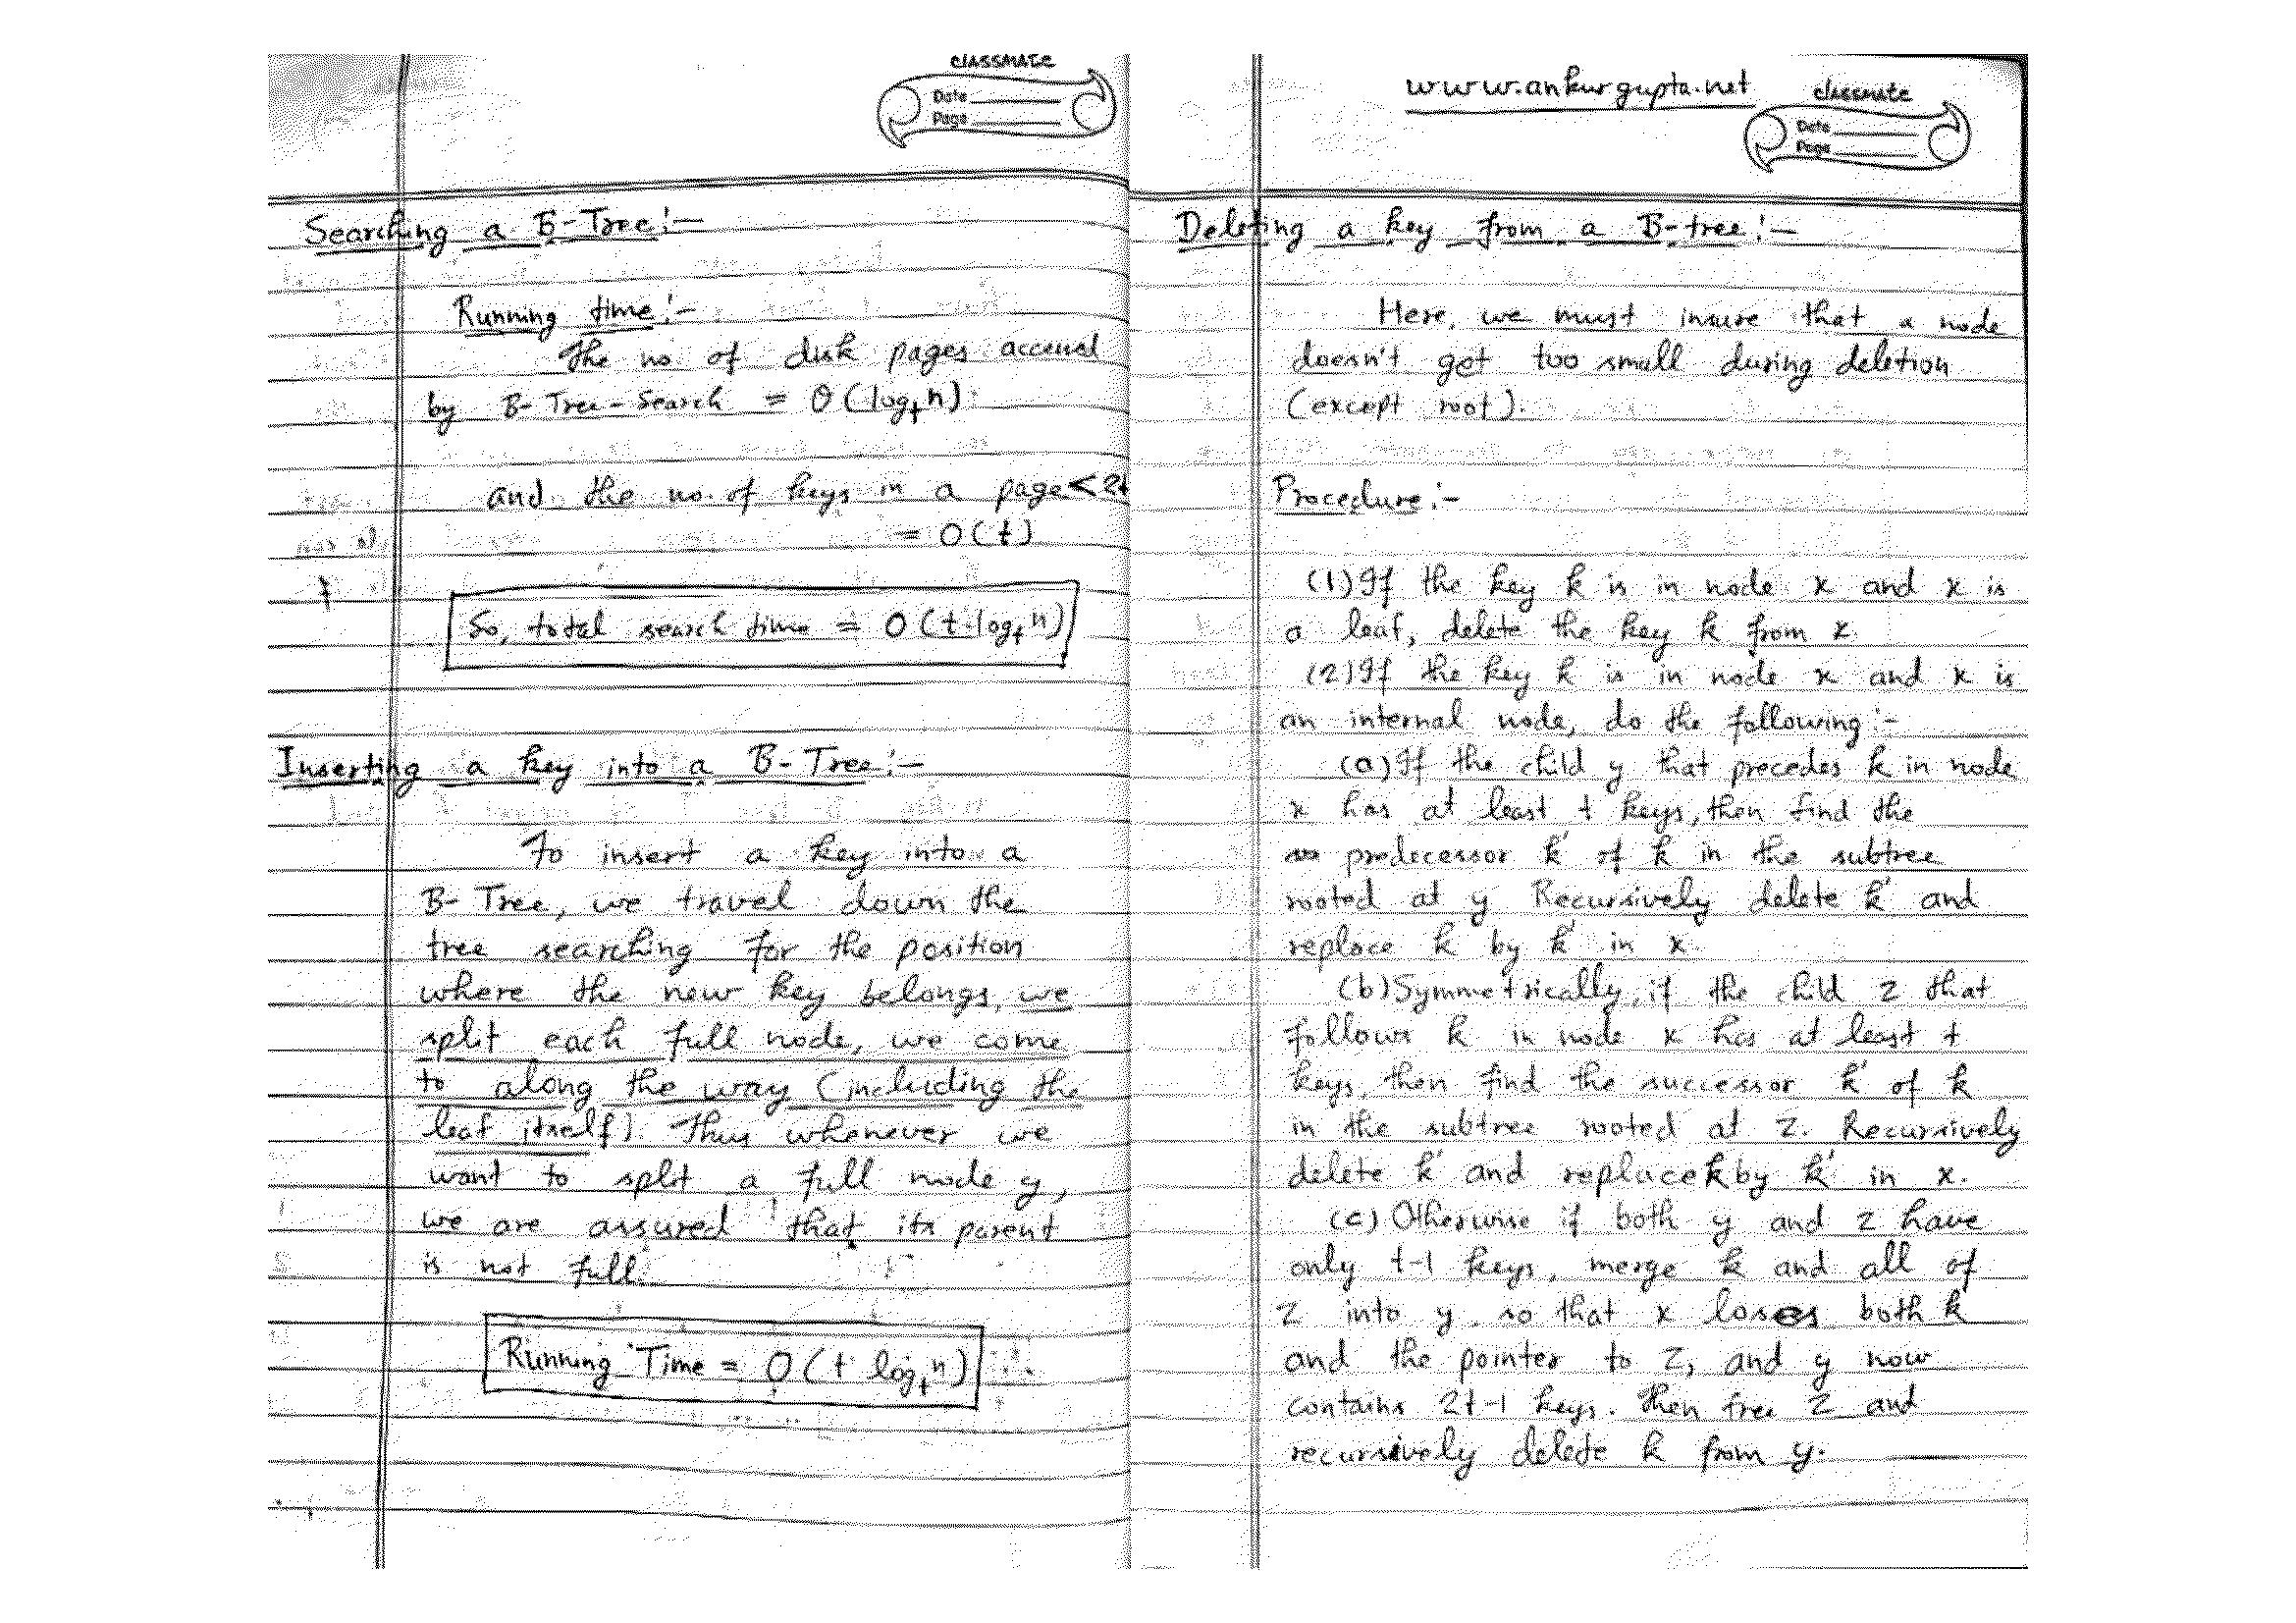 classmate
Date
Page
Searching a B-Tree:-
Running time:-
The no. of disk pages accessed
by B-Tree-Search = Θ(log_t n)
and the no. of keys in a page < 2t
= O(t)
So, total search time = O(t log_t n)
Inserting a key into a B-Tree:-
To insert a key into a
B-Tree, we travel down the
tree searching for the position
where the new key belongs, we
split each full node, we come
to along the way (including the
leaf itself). Thus whenever we
want to split a full node y,
we are assured that its parent
is not full.
Running Time = O(t log_t n)
www.ankurgupta.net
classmate
Date
Page
Deleting a key from a B-tree:-
Here, we must insure that a node
doesn't get too small during deletion
(except root).
Procedure:-
(1) If the key k is in node x and x is
a leaf, delete the key k from x.
(2) If the key k is in node x and x is
an internal node, do the following:-
(a) If the child y that precedes k in node
x has at least t keys, then find the
predecessor k' of k in the subtree
rooted at y. Recursively delete k' and
replace k by k' in x.
(b) Symmetrically, if the child z that
follows k in node x has at least t
keys, then find the successor k' of k
in the subtree rooted at z. Recursively
delete k' and replace k by k' in x.
(c) Otherwise if both y and z have
only t-1 keys, merge k and all of
z into y, so that x loses both k
and the pointer to z, and y now
contains 2t-1 keys. Then free z and
recursively delete k from y.